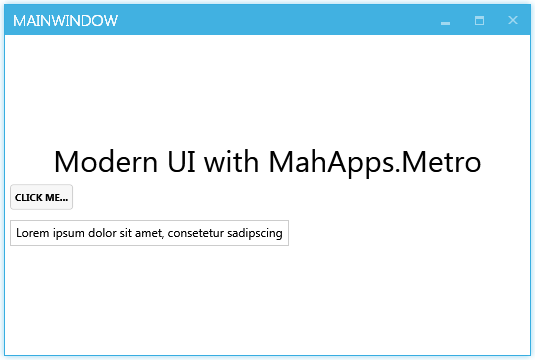 MAINWINDOW
Modern UI with MahApps.Metro
CLICK ME...
Lorem ipsum dolor sit amet, consetetur sadipscing